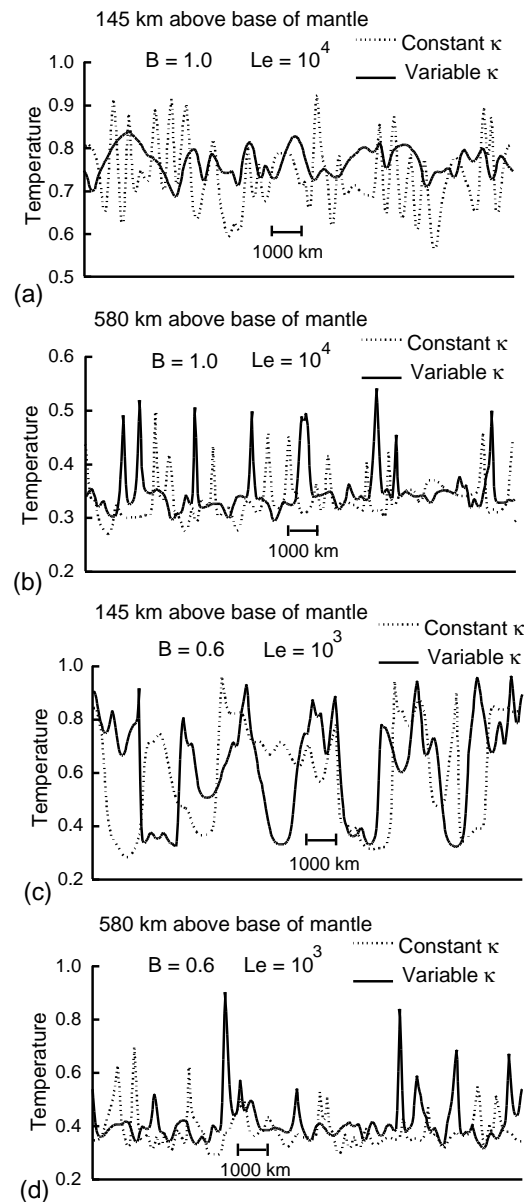 145 km above base of mantle
B = 1.0 Le = 10^4
Constant κ
Variable κ
1.0
0.9
0.8
0.7
0.6
0.5
Temperature
1000 km
(a)
580 km above base of mantle
B = 1.0 Le = 10^4
Constant κ
Variable κ
0.6
0.5
0.4
0.3
0.2
Temperature
1000 km
(b)
145 km above base of mantle
B = 0.6 Le = 10^3
Constant κ
Variable κ
1.0
0.8
0.6
0.4
0.2
Temperature
1000 km
(c)
580 km above base of mantle
B = 0.6 Le = 10^3
Constant κ
Variable κ
1.0
0.8
0.6
0.4
0.2
Temperature
1000 km
(d)